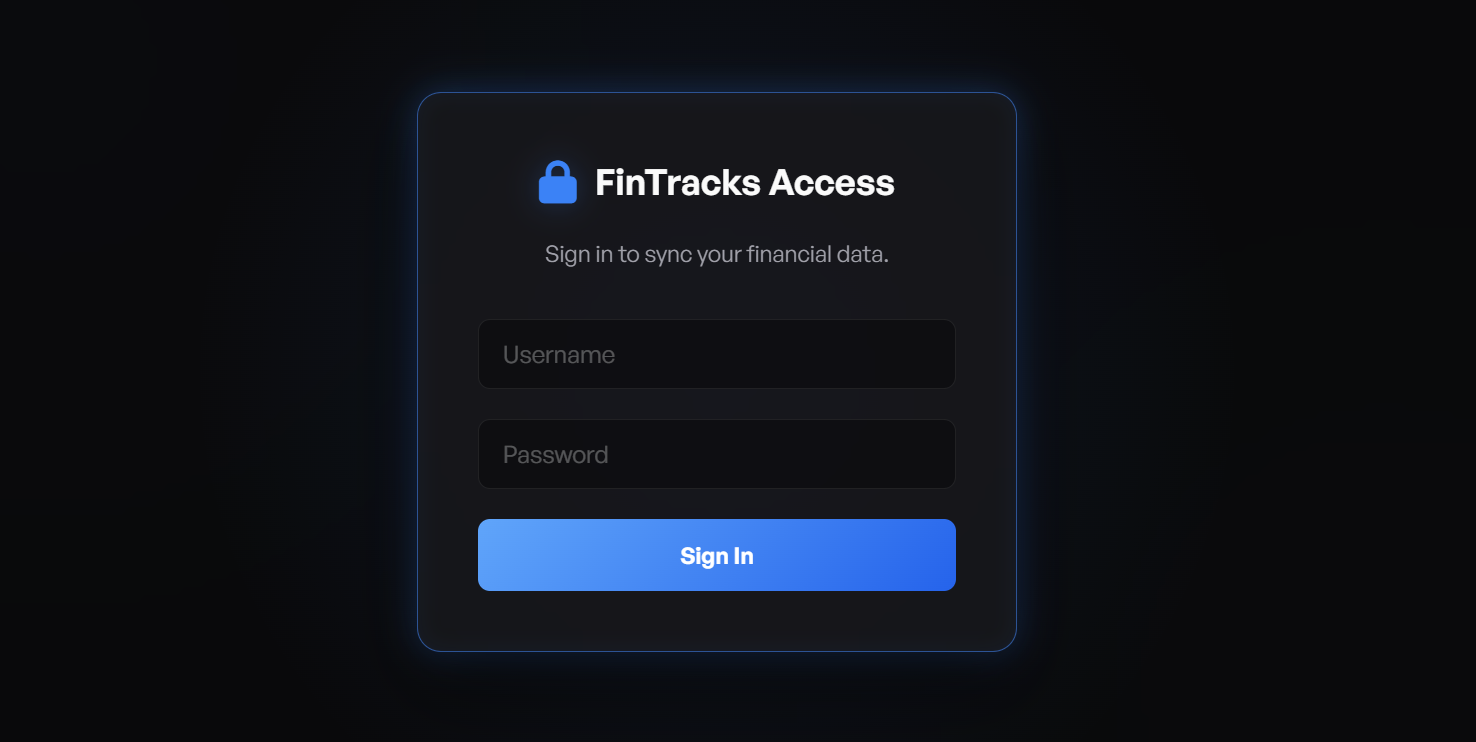 FinTracks Access
Sign in to sync your financial data.
Username
Password
Sign In